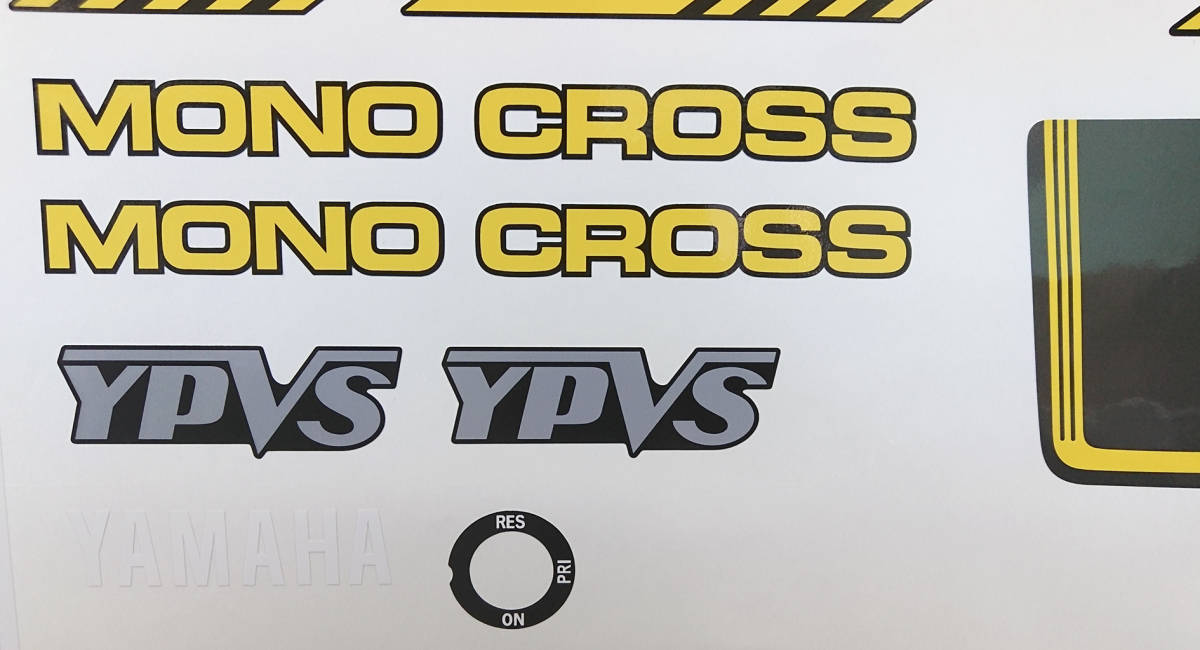 MONO CROSS
MONO CROSS
YPVS YPVS
YAMAHA
RES
PRI
ON